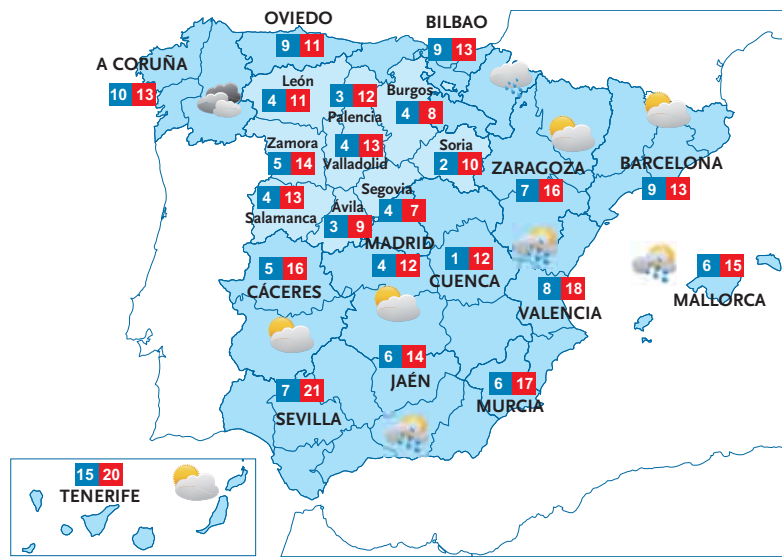 OVIEDO
9 11
BILBAO
9 13
A CORUÑA
10 13
León
4 11
3 12
Palencia
Burgos
4 8
Zamora
5 14
4 13
Valladolid
Soria
2 10
ZARAGOZA
7 16
BARCELONA
9 13
4 13
Salamanca
Ávila
3 9
Segovia
4 7
MADRID
4 12
1 12
CUENCA
5 16
CÁCERES
8 18
VALENCIA
6 15
MALLORCA
6 14
JAÉN
7 21
SEVILLA
6 17
MURCIA
15 20
TENERIFE